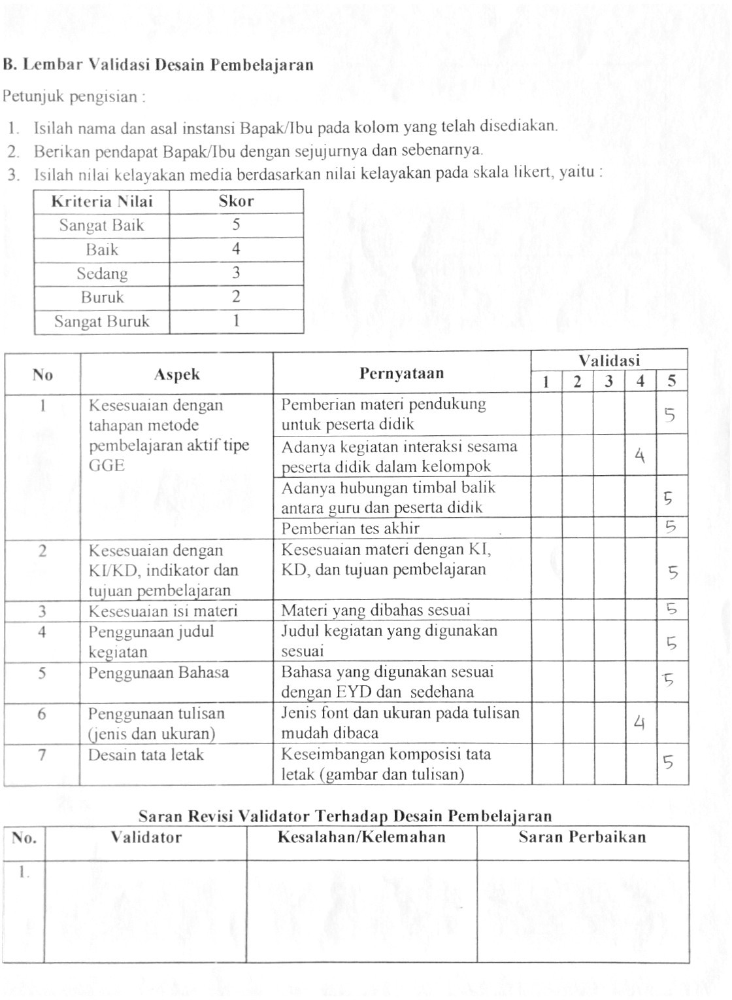 B. Lembar Validasi Desain Pembelajaran
Petunjuk pengisian :
1. Isilah nama dan asal instansi Bapak/Ibu pada kolom yang telah disediakan.
2. Berikan pendapat Bapak/Ibu dengan sejujurnya dan sebenarnya.
3. Isilah nilai kelayakan media berdasarkan nilai kelayakan pada skala likert, yaitu :
Kriteria Nilai Skor
Sangat Baik 5
Baik 4
Sedang 3
Buruk 2
Sangat Buruk 1
No Aspek Pernyataan Validasi
1 2 3 4 5
1 Kesesuaian dengan
tahapan metode
pembelajaran aktif tipe
GGE
Pemberian materi pendukung
untuk peserta didik
5
Adanya kegiatan interaksi sesama
peserta didik dalam kelompok
4
Adanya hubungan timbal balik
antara guru dan peserta didik
5
Pemberian tes akhir 5
2 Kesesuaian dengan
KI/KD, indikator dan
tujuan pembelajaran
Kesesuaian materi dengan KI,
KD, dan tujuan pembelajaran
5
3 Kesesuaian isi materi Materi yang dibahas sesuai 5
4 Penggunaan judul
kegiatan
Judul kegiatan yang digunakan
sesuai
5
5 Penggunaan Bahasa Bahasa yang digunakan sesuai
dengan EYD dan sedehana
5
6 Penggunaan tulisan
(jenis dan ukuran)
Jenis font dan ukuran pada tulisan
mudah dibaca
4
7 Desain tata letak Keseimbangan komposisi tata
letak (gambar dan tulisan)
5
Saran Revisi Validator Terhadap Desain Pembelajaran
No. Validator Kesalahan/Kelemahan Saran Perbaikan
1.